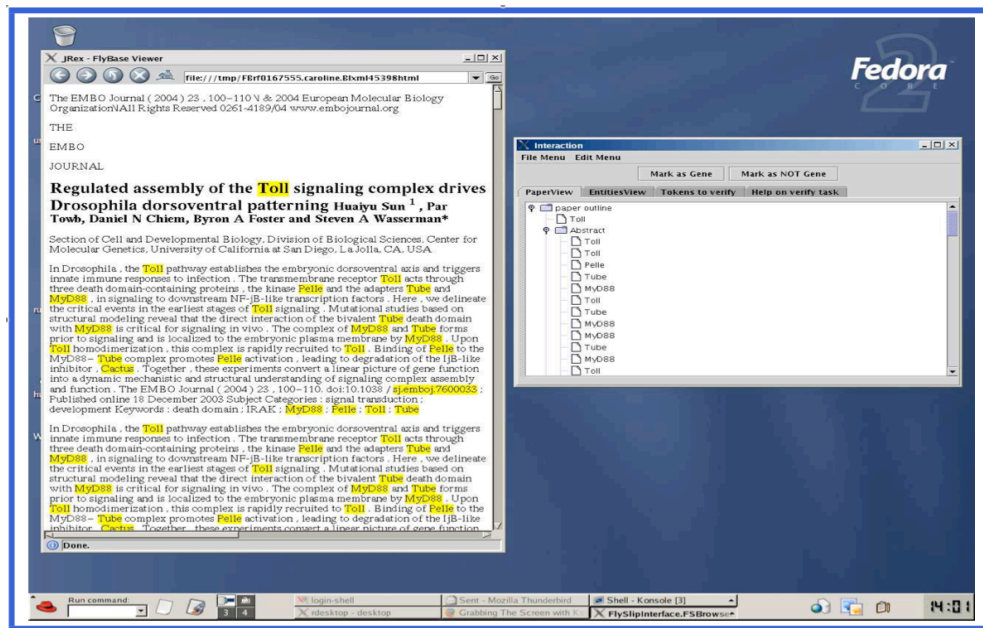 JRex - FlyBase Viewer
file:///tmp/FBrf0167555.caroline.Elxml45398html
Go
The EMBO Journal ( 2004 ) 23 , 100–110 \ & 2004 European Molecular Biology
Organization\All Rights Reserved 0261-4189/04 www.embojournal.org
THE
EMBO
JOURNAL
Regulated assembly of the Toll signaling complex drives
Drosophila dorsoventral patterning Huaiyu Sun 1 , Par
Towb, Daniel N Chiem, Byron A Foster and Steven A Wasserman*
Section of Cell and Developmental Biology, Division of Biological Sciences, Center for
Molecular Genetics, University of California at San Diego, La Jolla, CA, USA
In Drosophila , the Toll pathway establishes the embryonic dorsoventral axis and triggers
innate immune responses to infection . The transmembrane receptor Toll acts through
three death domain-containing proteins , the kinase Pelle and the adapters Tube and
MyD88 , in signaling to downstream NF-jB-like transcription factors . Here , we delineate
the critical events in the earliest stages of Toll signaling . Mutational studies based on
structural modeling reveal that the direct interaction of the bivalent Tube death domain
with MyD88 is critical for signaling in vivo . The complex of MyD88 and Tube forms
prior to signaling and is localized to the embryonic plasma membrane by MyD88 . Upon
Toll homodimerization , this complex is rapidly recruited to Toll . Binding of Pelle to the
MyD88– Tube complex promotes Pelle activation , leading to degradation of the IjB-like
inhibitor , Cactus . Together , these experiments convert a linear picture of gene function
into a dynamic mechanistic and structural understanding of signaling complex assembly
and function . The EMBO Journal ( 2004 ) 23 , 100–110. doi:10.1038 / sj.emboj.7600033 ;
Published online 18 December 2003 Subject Categories : signal transduction ;
development Keywords : death domain ; IRAK ; MyD88 ; Pelle ; Toll ; Tube
In Drosophila , the Toll pathway establishes the embryonic dorsoventral axis and triggers
innate immune responses to infection . The transmembrane receptor Toll acts through
three death domain-containing proteins , the kinase Pelle and the adapters Tube and
MyD88 , in signaling to downstream NF-jB-like transcription factors . Here , we delineate
the critical events in the earliest stages of Toll signaling . Mutational studies based on
structural modeling reveal that the direct interaction of the bivalent Tube death domain
with MyD88 is critical for signaling in vivo . The complex of MyD88 and Tube forms
prior to signaling and is localized to the embryonic plasma membrane by MyD88 . Upon
Toll homodimerization , this complex is rapidly recruited to Toll . Binding of Pelle to the
MyD88– Tube complex promotes Pelle activation , leading to degradation of the IjB-like
inhibitor , Cactus . Together , these experiments convert a linear picture of gene function
Done.
Fedora
CORE
2
Interaction
File Menu Edit Menu
Mark as Gene Mark as NOT Gene
PaperView EntitiesView Tokens to verify Help on verify task
paper outline
Toll
Abstract
Toll
Toll
Pelle
Tube
MyD88
Toll
Tube
MyD88
MyD88
Tube
MyD88
Toll
Run command:
3 4
login-shell
rdesktop - desktop
Sent - Mozilla Thunderbird
Grabbing The Screen with K
Shell - Konsole [3]
FlySlipInterface.FSBrowse
14:01